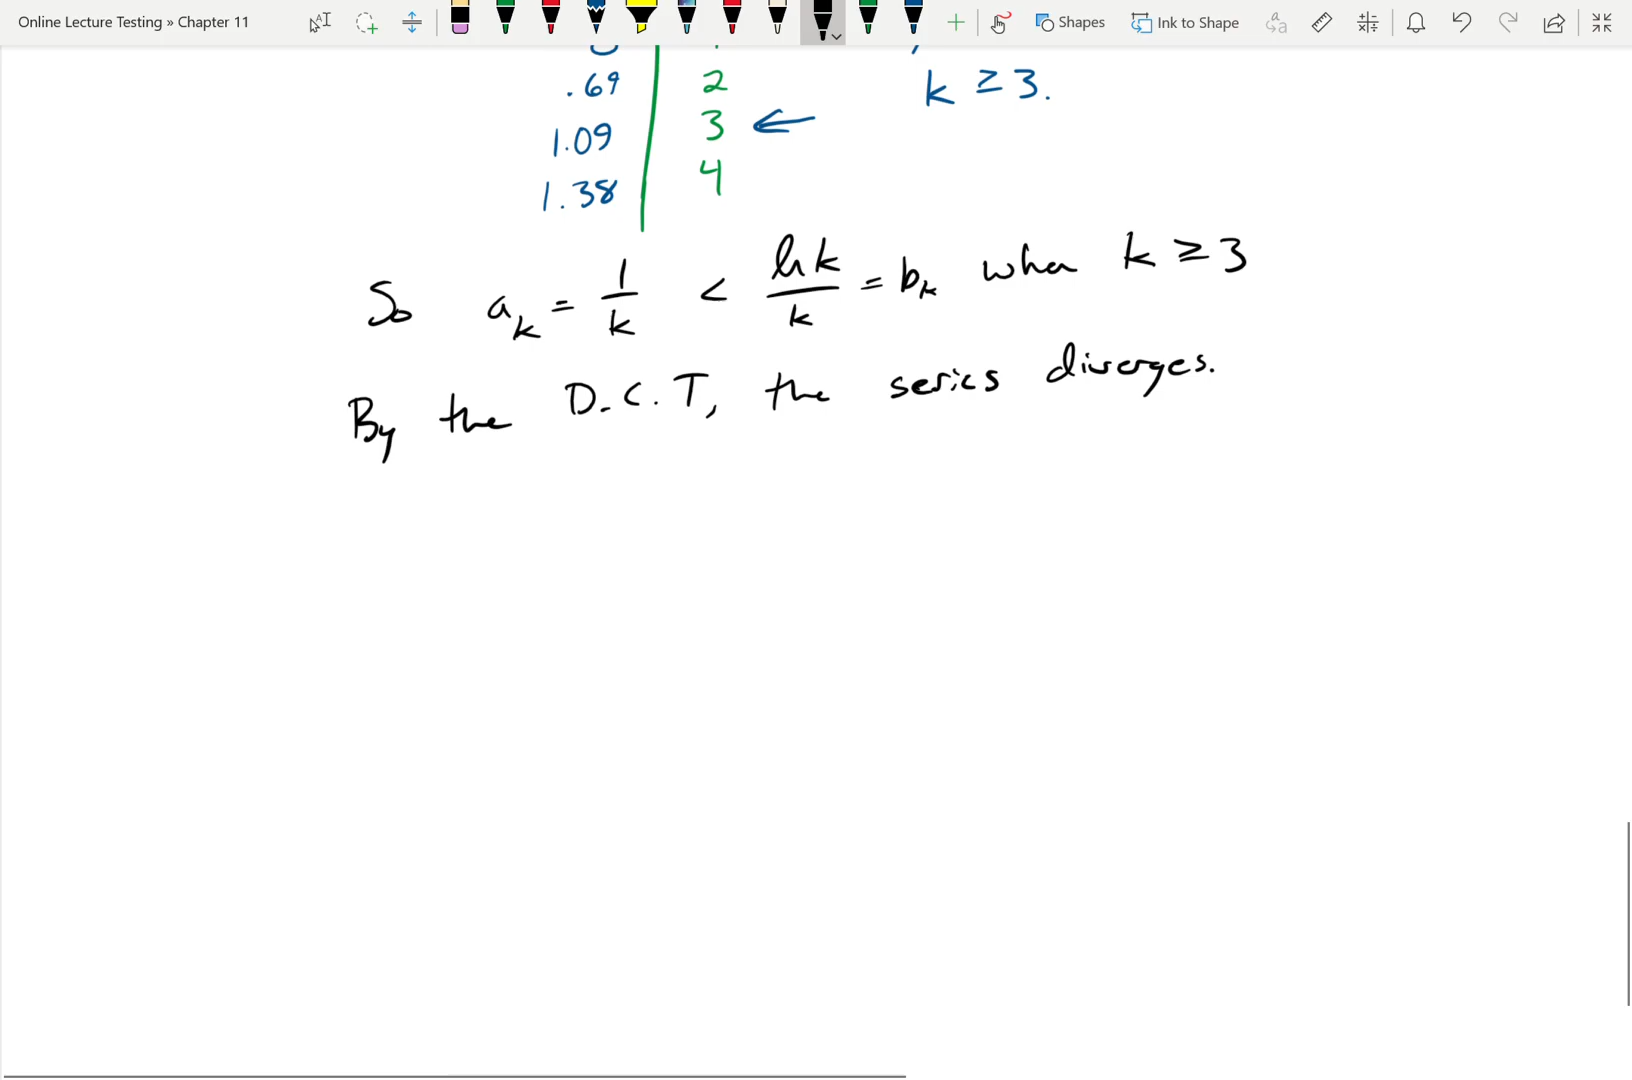 Online Lecture Testing » Chapter 11 Shapes Ink to Shape
.69 2 k ≥ 3.
1.09 3 ←
1.38 4
So a_k = 1/k < ln k/k = b_k when k ≥ 3
By the D.C.T, the series diverges.